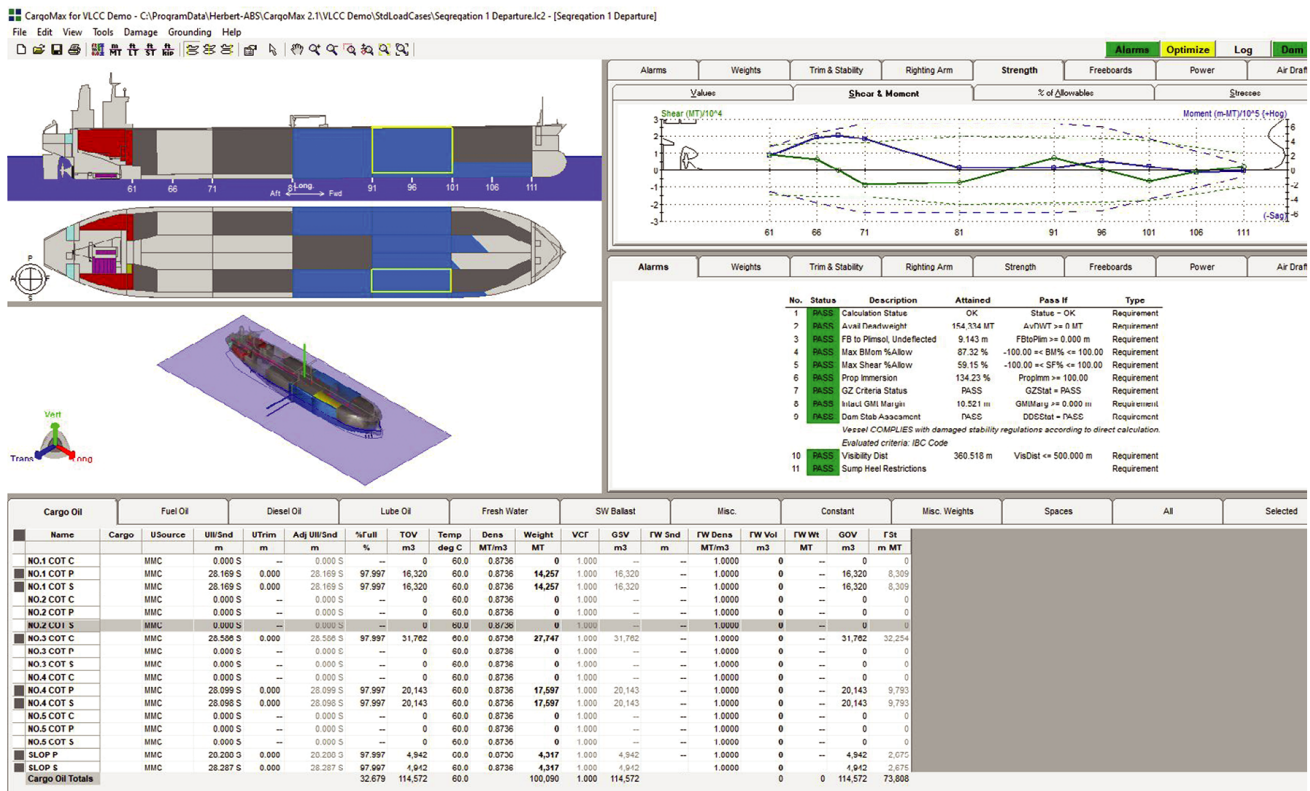 CargoMax for VLCC Demo - C:\ProgramData\Herbert-ABS\CargoMax 2.1\VLCC Demo\StdLoadCases\Seqregation 1 Departure.lc2 - [Seqregation 1 Departure]
File Edit View Tools Damage Grounding Help
MT LT ST kip
Alarms Optimize Log Dam
61 66 71 81 Long. 91 96 101 106 111
Aft Fwd
P
A F
S
Vert
Trans Long
Alarms Weights Trim & Stability Righting Arm Strength Freeboards Power Air Draft
Values Shear & Moment % of Allowables Stresses
Shear (MT)/10^4 Moment (m-MT)/10^5 (+Hog)
3
2
1
0
-1
-2
-3
6
4
2
0
-2
-4
-6
(-Sag)
61 66 71 81 91 96 101 106 111
Alarms Weights Trim & Stability Righting Arm Strength Freeboards Power Air Draft
No. Status Description Attained Pass If Type
1 PASS Calculation Status OK Status = OK Requirement
2 PASS Avail Deadweight 154,334 MT AvDWT >= 0 MT Requirement
3 PASS FB to Plimsol, Undeflected 9.143 m FBtoPlim >= 0.000 m Requirement
4 PASS Max BMom %Allow 87.32 % -100.00 =< BM% <= 100.00 Requirement
5 PASS Max Shear %Allow 59.15 % -100.00 =< SF% <= 100.00 Requirement
6 PASS Prop Immersion 134.23 % PropImm >= 100.00 Requirement
7 PASS GZ Criteria Status PASS GZStat = PASS Requirement
8 PASS Intact GMt Margin 10.521 m GMtMarg >= 0.000 m Requirement
9 PASS Dam Stab Assessment PASS DDSStat = PASS Requirement
Vessel COMPLIES with damaged stability regulations according to direct calculation.
Evaluated criteria: IBC Code
10 PASS Visibility Dist 360.518 m VisDist <= 500.000 m Requirement
11 PASS Sump Heel Restrictions Requirement
Cargo Oil Fuel Oil Diesel Oil Lube Oil Fresh Water SW Ballast Misc. Constant Misc. Weights Spaces All Selected
Name Cargo USource Ull/Snd UTrim Adj Ull/Snd %Full TOV Temp Dens Weight VCF GSV FW Snd FW Dens FW Vol FW Wt GOV FSt
m m m % m3 deg C MT/m3 MT m3 m MT/m3 m3 MT m3 m MT
NO.1 COT C MMC 0.000 S -- 0.000 S -- 0 60.0 0.8736 0 1.000 -- -- 1.0000 0 -- 0 0
NO.1 COT P MMC 28.169 S 0.000 28.169 S 97.997 16,320 60.0 0.8736 14,257 1.000 16,320 -- 1.0000 0 -- 16,320 8,309
NO.1 COT S MMC 28.169 S 0.000 28.169 S 97.997 16,320 60.0 0.8736 14,257 1.000 16,320 -- 1.0000 0 -- 16,320 8,309
NO.2 COT C MMC 0.000 S -- 0.000 S -- 0 60.0 0.8736 0 1.000 -- -- 1.0000 0 -- 0 0
NO.2 COT P MMC 0.000 S -- 0.000 S -- 0 60.0 0.8736 0 1.000 -- -- 1.0000 0 -- 0 0
NO.2 COT S MMC 0.000 S -- 0.000 S -- 0 60.0 0.8736 0 1.000 -- -- 1.0000 0 -- 0 0
NO.3 COT C MMC 28.586 S 0.000 28.586 S 97.997 31,762 60.0 0.8736 27,747 1.000 31,762 -- 1.0000 0 -- 31,762 32,254
NO.3 COT P MMC 0.000 S -- 0.000 S -- 0 60.0 0.8736 0 1.000 -- -- 1.0000 0 -- 0 0
NO.3 COT S MMC 0.000 S -- 0.000 S -- 0 60.0 0.8736 0 1.000 -- -- 1.0000 0 -- 0 0
NO.4 COT C MMC 0.000 S -- 0.000 S -- 0 60.0 0.8736 0 1.000 -- -- 1.0000 0 -- 0 0
NO.4 COT P MMC 28.099 S 0.000 28.099 S 97.997 20,143 60.0 0.8736 17,597 1.000 20,143 -- 1.0000 0 -- 20,143 9,793
NO.4 COT S MMC 28.098 S 0.000 28.098 S 97.997 20,143 60.0 0.8736 17,597 1.000 20,143 -- 1.0000 0 -- 20,143 9,793
NO.5 COT C MMC 0.000 S -- 0.000 S -- 0 60.0 0.8736 0 1.000 -- -- 1.0000 0 -- 0 0
NO.5 COT P MMC 0.000 S -- 0.000 S -- 0 60.0 0.8736 0 1.000 -- -- 1.0000 0 -- 0 0
NO.5 COT S MMC 0.000 S -- 0.000 S -- 0 60.0 0.8736 0 1.000 -- -- 1.0000 0 -- 0 0
SLOP P MMC 0.000 97.997 4,942 60.0 0.8736 4,317 1.000 4,942 -- 1.0000 0 -- 4,942 2,675
SLOP S MMC 28.287 S 0.000 28.287 S 97.997 4,942 60.0 0.8736 4,317 1.000 4,942 -- 1.0000 0 -- 4,942 2,675
Cargo Oil Totals 32.679 114,572 60.0 100,090 1.000 114,572 0 0 114,572 73,808